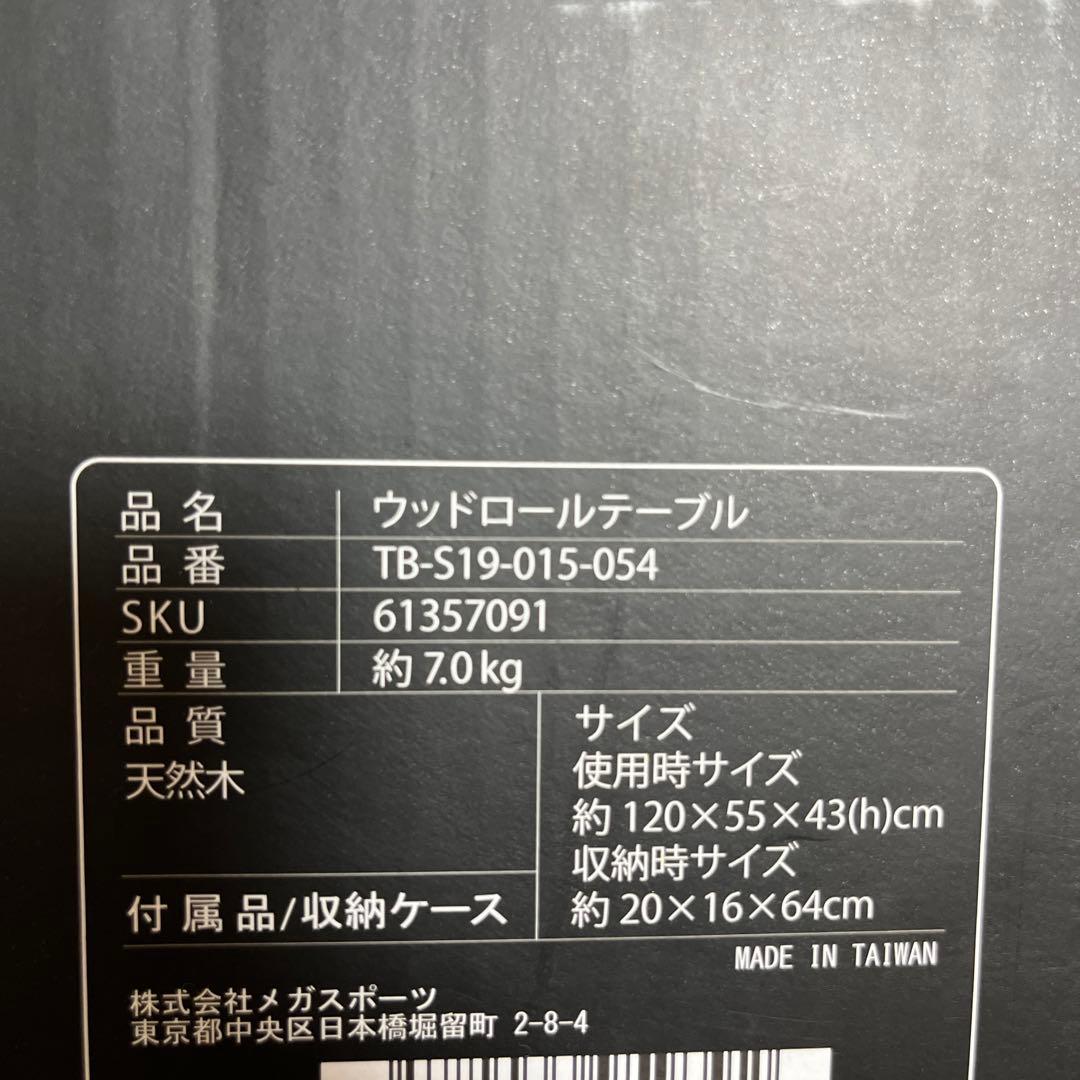 品 名 ウッドロールテーブル
品 番 TB-S19-015-054
SKU 61357091
重 量 約 7.0 kg
品 質
天然木
付 属 品/収納ケース
サイズ
使用時サイズ
約 120×55×43(h)cm
収納時サイズ
約 20×16×64cm
MADE IN TAIWAN
株式会社メガスポーツ
東京都中央区日本橋堀留町 2-8-4